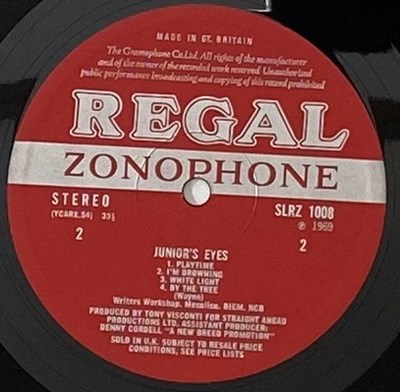 MADE IN GT. BRITAIN
The Gramophone Co. Ltd. All rights of the manufacturer
and of the owner of the recorded work reserved Unauthorised
public performance broadcasting and copying of this record prohibited
REGAL
ZONOPHONE
STEREO
(YGARX.54) 33⅓
2
SLRZ 1008
℗ 1969
2
JUNIOR'S EYES
1. PLAYTIME
2. I'M DROWNING
3. WHITE LIGHT
4. BY THE TREE
(Wayne)
Writers Workshop, Mecolico, BIEM, NCB
PRODUCED BY TONY VISCONTI FOR STRAIGHT AHEAD
PRODUCTIONS LTD. ASSISTANT PRODUCER:
DENNY CORDELL "A NEW BREED PROMOTION"
SOLD IN U.K. SUBJECT TO RESALE PRICE
CONDITIONS, SEE PRICE LISTS